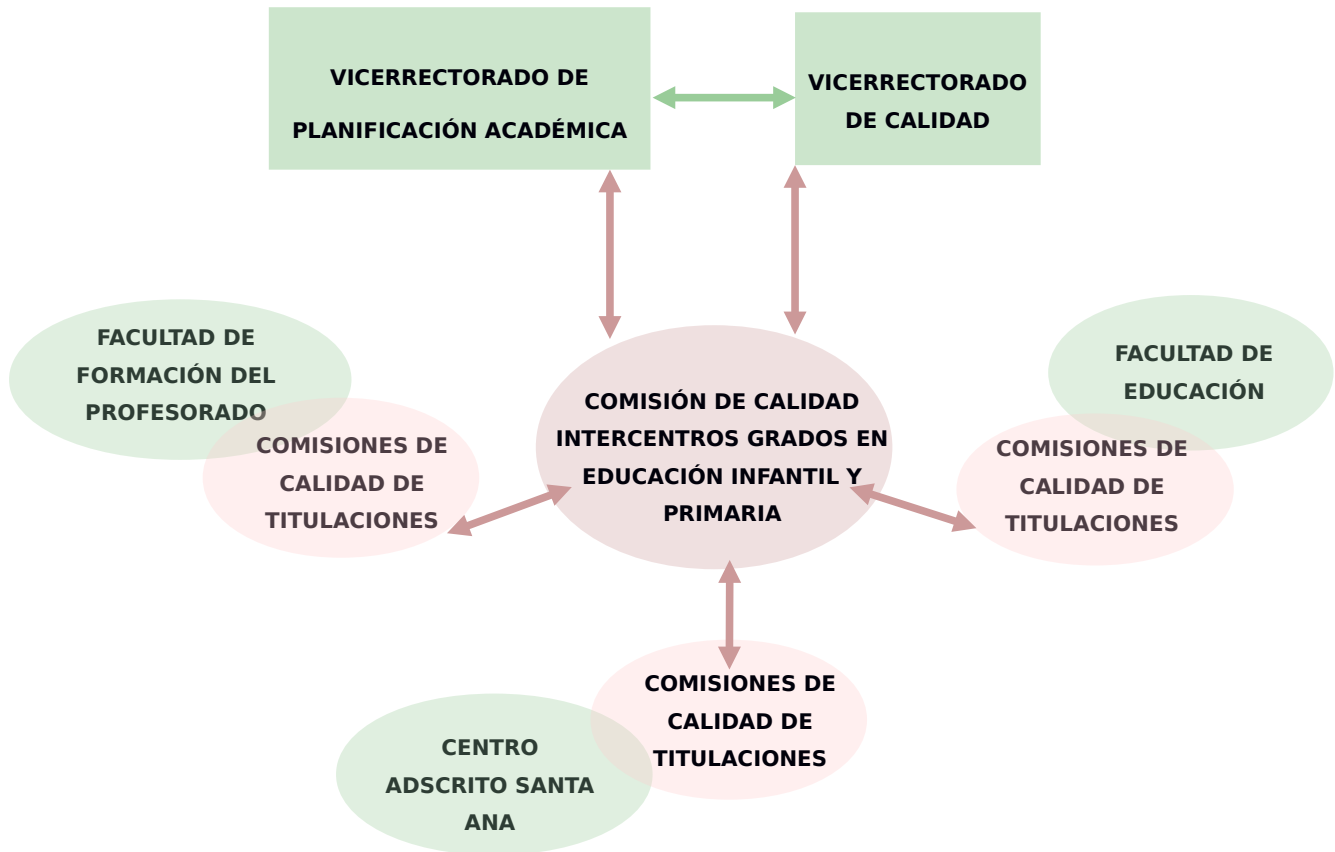 VICERRECTORADO DE
PLANIFICACIÓN ACADÉMICA
VICERRECTORADO
DE CALIDAD
FACULTAD DE
FORMACIÓN DEL
PROFESORADO
COMISIONES DE
CALIDAD DE
TITULACIONES
COMISIÓN DE CALIDAD
INTERCENTROS GRADOS EN
EDUCACIÓN INFANTIL Y
PRIMARIA
FACULTAD DE
EDUCACIÓN
COMISIONES DE
CALIDAD DE
TITULACIONES
COMISIONES DE
CALIDAD DE
TITULACIONES
CENTRO
ADSCRITO SANTA
ANA